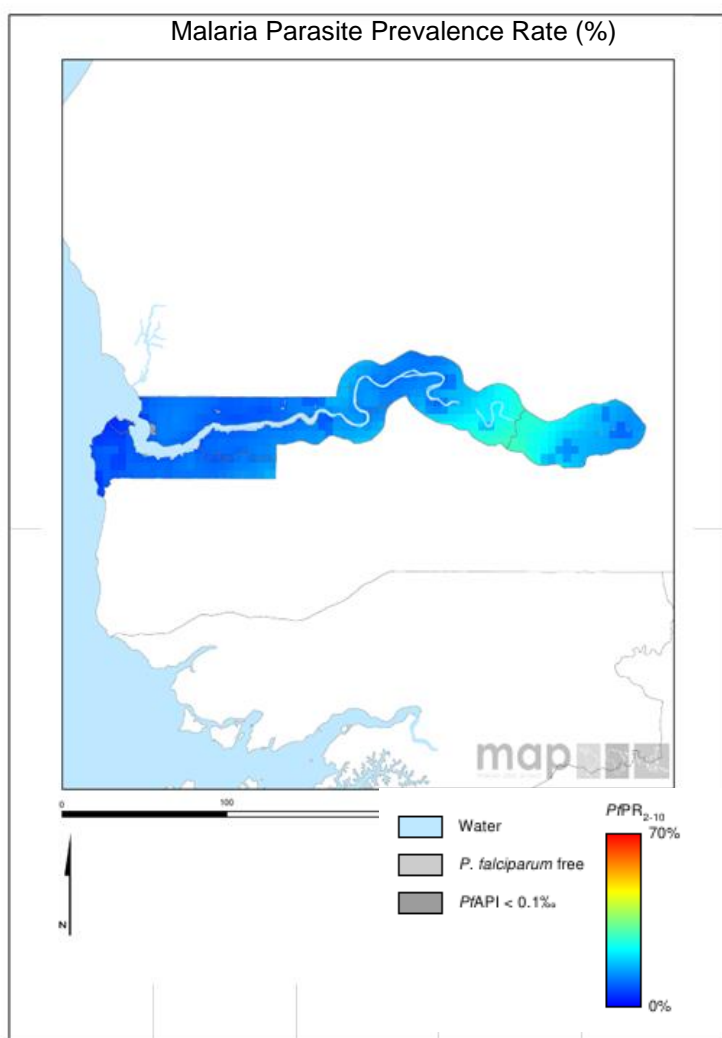 Malaria Parasite Prevalence Rate (%)
map
0
100
Water
P. falciparum free
PfAPI < 0.1‰
PfPR2-10
70%
0%
N